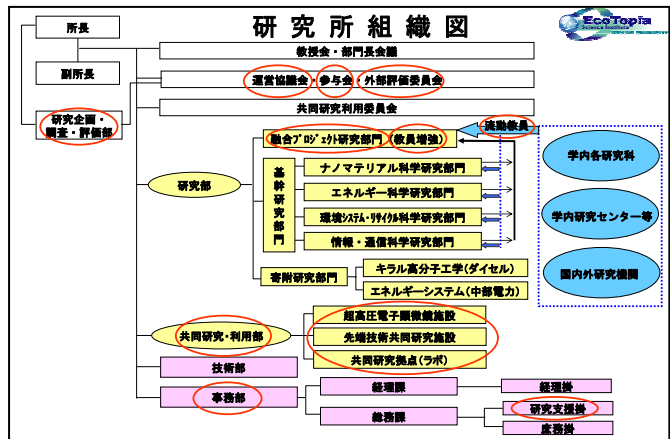 研究所組織図
EcoTopia
Science Institute
所長
副所長
研究企画・
調査・評価部
教授会・部門長会議
運営協議会・参与会・外部評価委員会
共同研究利用委員会
融合プロジェクト研究部門(教員増強)
流動教員
研究部
基幹研究部門
ナノマテリアル科学研究部門
エネルギー科学研究部門
環境システム・リサイクル科学研究部門
情報・通信科学研究部門
寄附研究部門
キラル高分子工学(ダイセル)
エネルギーシステム(中部電力)
学内各研究科
学内研究センター等
国内外研究機関
共同研究・利用部
超高圧電子顕微鏡施設
先端技術共同研究施設
共同研究拠点(ラボ)
技術部
事務部
経理課
経理掛
総務課
研究支援掛
庶務掛